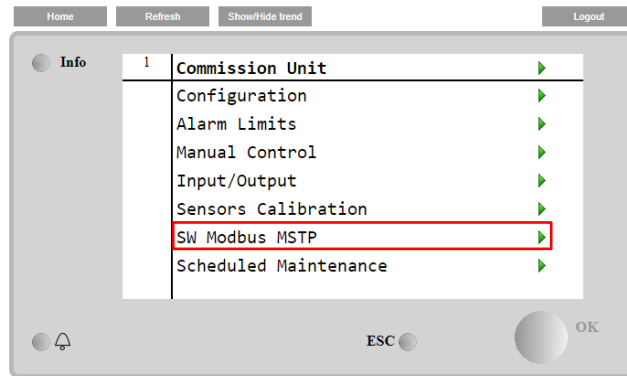 Home Refresh Show/Hide trend Logout
Info
1 Commission Unit
Configuration
Alarm Limits
Manual Control
Input/Output
Sensors Calibration
SW Modbus MSTP
Scheduled Maintenance
ESC OK